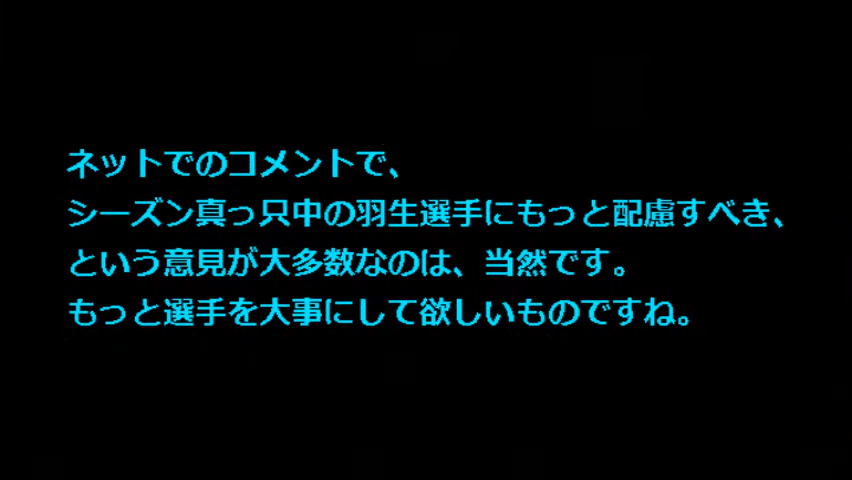 ネットでのコメントで、
シーズン真っ只中の羽生選手にもっと配慮すべき、
という意見が大多数なのは、当然です。
もっと選手を大事にして欲しいものですね。